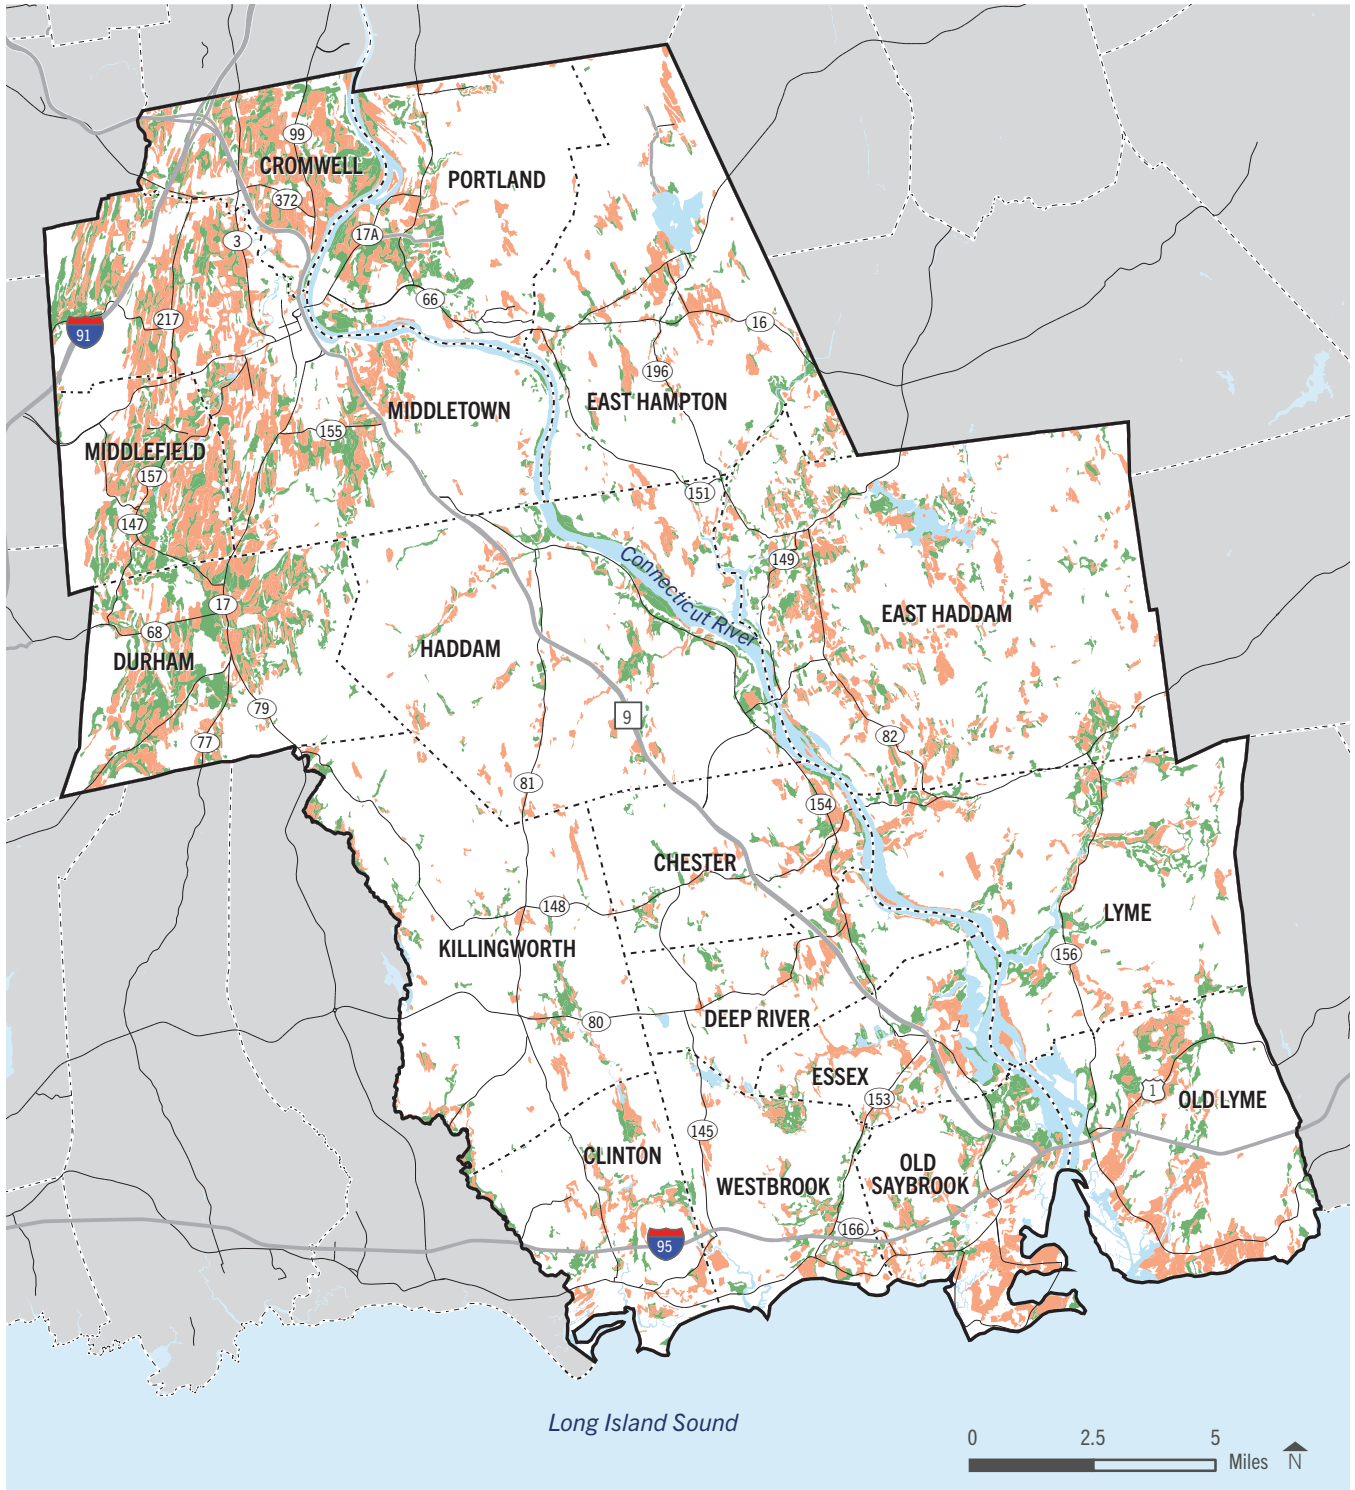 99
CROMWELL
PORTLAND
372
17A
3
66
217
16
91
196
EAST HAMPTON
MIDDLETOWN
155
MIDDLEFIELD
157
151
147
149
Connecticut River
17
EAST HADDAM
68
HADDAM
DURHAM
79
9
77
82
81
154
CHESTER
148
LYME
KILLINGWORTH
156
80
DEEP RIVER
1
ESSEX
153
1
OLD LYME
145
CLINTON
OLD
SAYBROOK
WESTBROOK
166
95
Long Island Sound
0 2.5 5
Miles N